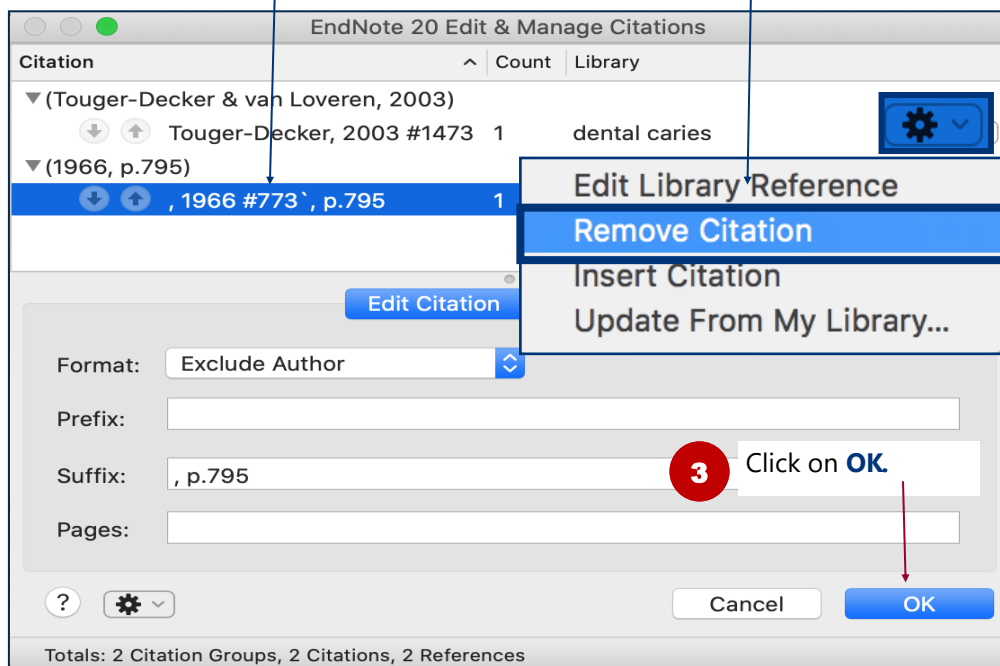 EndNote 20 Edit & Manage Citations
Citation Count Library
(Touger-Decker & van Loveren, 2003)
Touger-Decker, 2003 #1473 1 dental caries
(1966, p.795)
, 1966 #773`, p.795 1
Edit Library Reference
Remove Citation
Insert Citation
Update From My Library...
Edit Citation
Format: Exclude Author
Prefix:
Suffix: , p.795
3 Click on OK.
Pages:
? Cancel OK
Totals: 2 Citation Groups, 2 Citations, 2 References